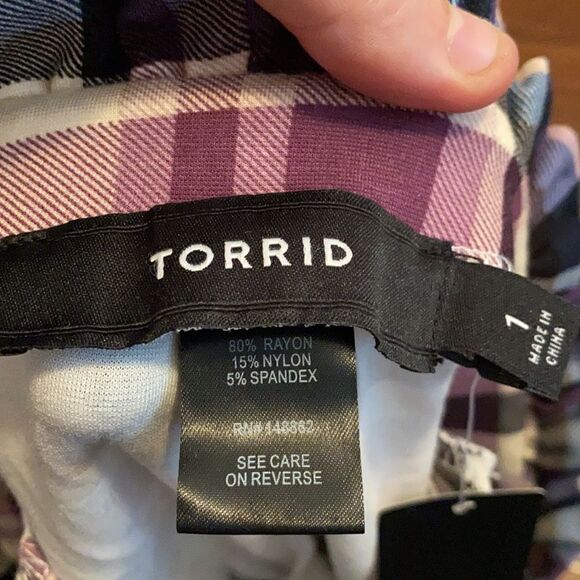 TORRID
1
MADE IN
CHINA
80% RAYON
15% NYLON
5% SPANDEX
RN# 148862
SEE CARE
ON REVERSE